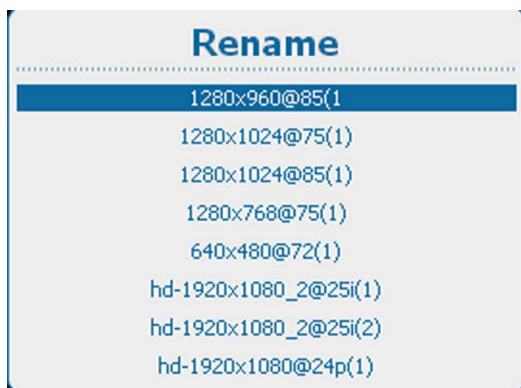 Rename
1280x960@85(1
1280x1024@75(1)
1280x1024@85(1)
1280x768@75(1)
640x480@72(1)
hd-1920x1080_2@25i(1)
hd-1920x1080_2@25i(2)
hd-1920x1080@24p(1)